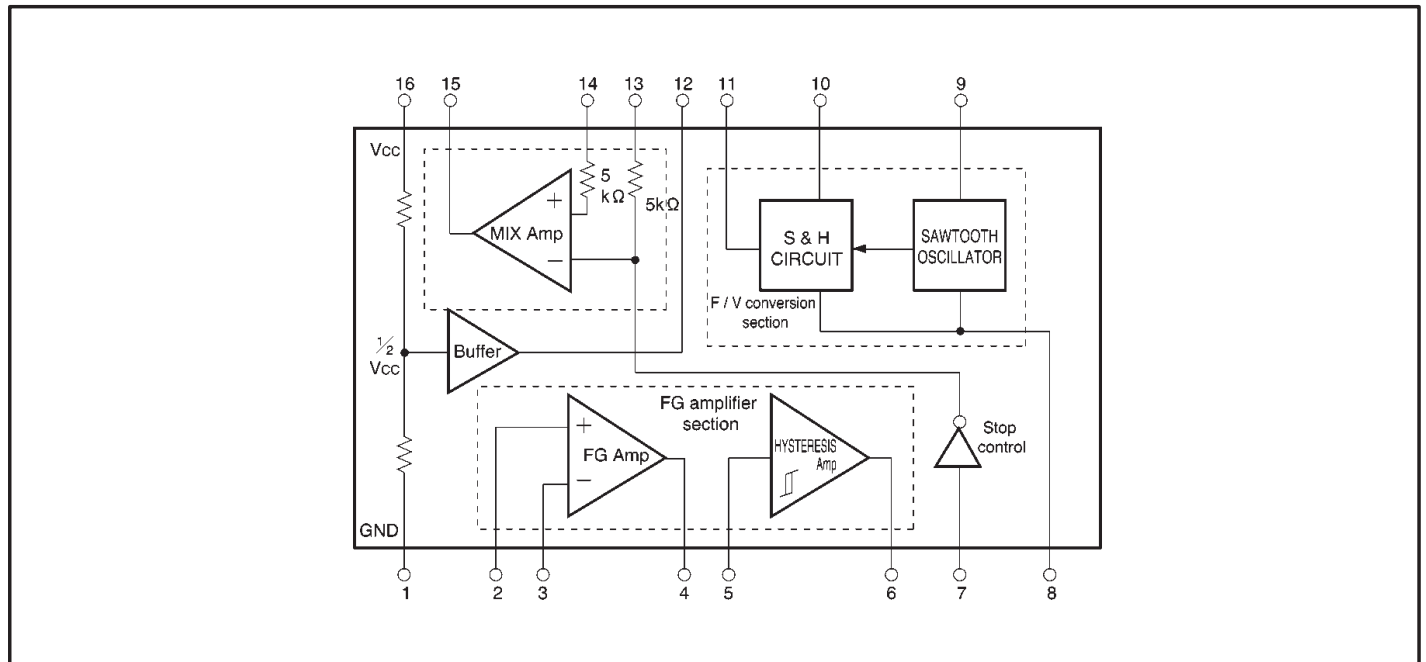 16 15 14 13 12 11 10 9
Vcc
5
kΩ
5kΩ
+
MIX Amp
−
S & H
CIRCUIT
SAWTOOTH
OSCILLATOR
F / V conversion
section
1/2
Vcc
Buffer
FG amplifier
section
+
FG Amp
−
HYSTERESIS
Amp
Stop
control
GND
1 2 3 4 5 6 7 8